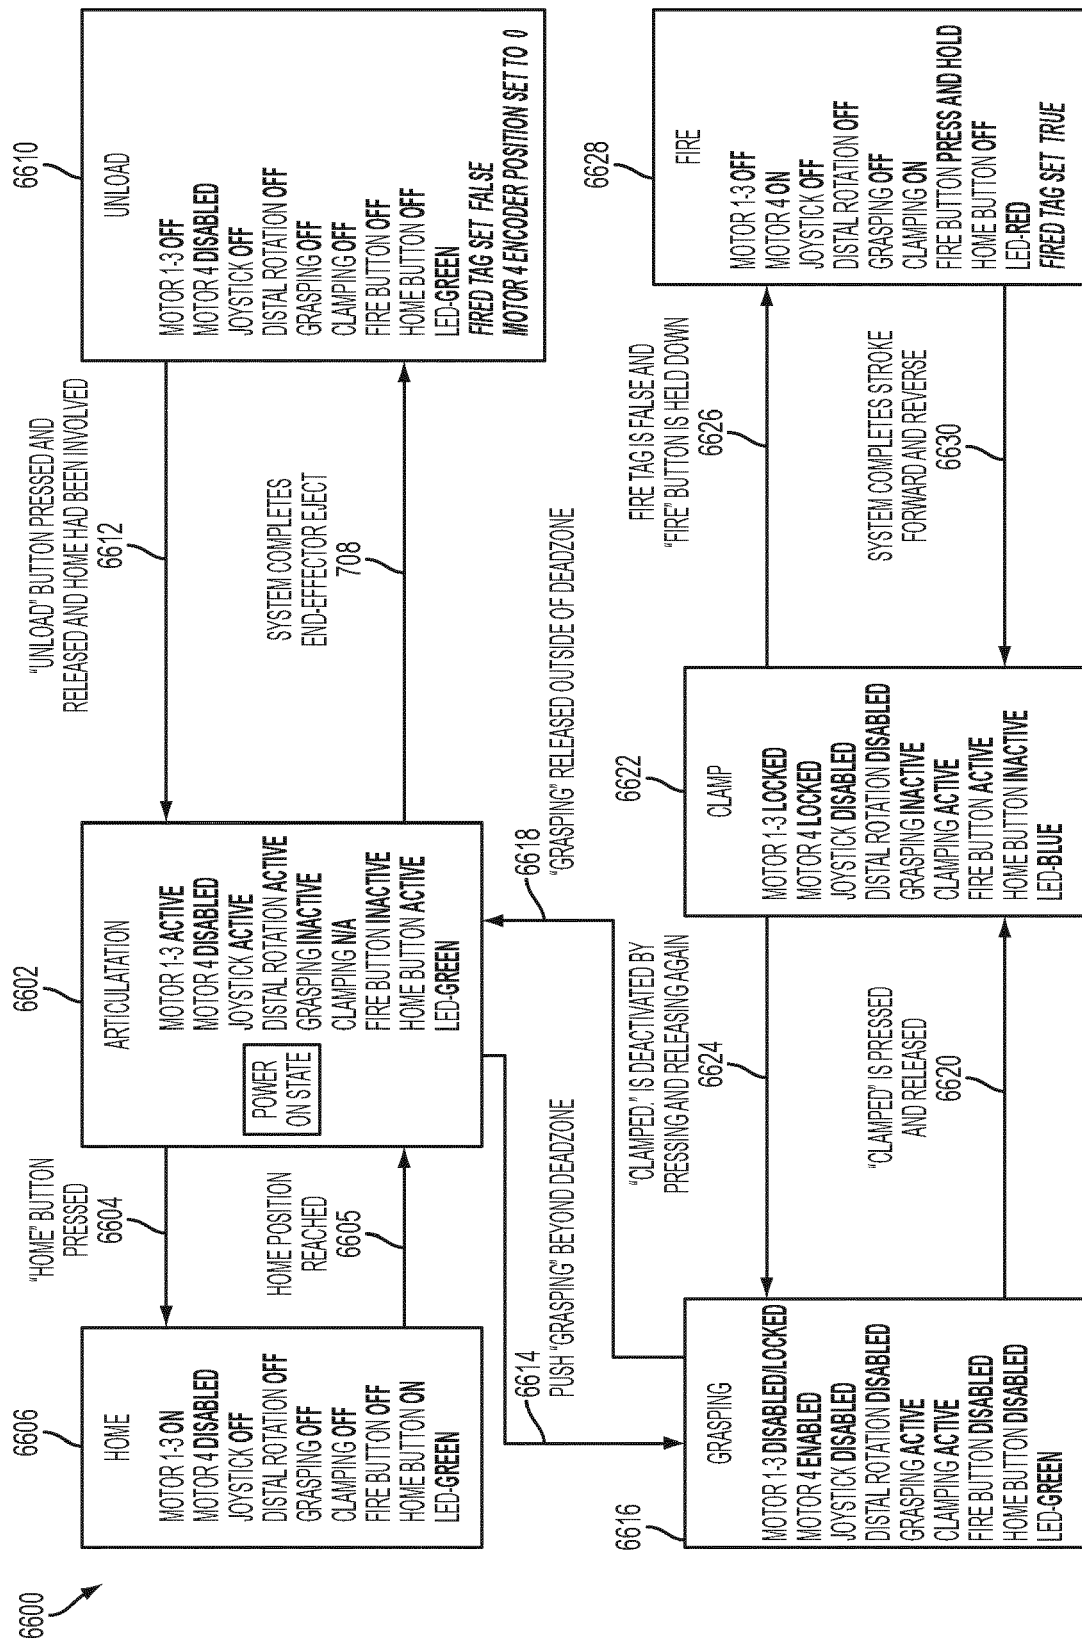 6600
6606
HOME
MOTOR 1-3 ON
MOTOR 4 DISABLED
JOYSTICK OFF
DISTAL ROTATION OFF
GRASPING OFF
CLAMPING OFF
FIRE BUTTON OFF
HOME BUTTON ON
LED-GREEN
"HOME" BUTTON
PRESSED
6604
HOME POSITION
REACHED
6605
6602
ARTICULATATION
POWER
ON STATE
MOTOR 1-3 ACTIVE
MOTOR 4 DISABLED
JOYSTICK ACTIVE
DISTAL ROTATION ACTIVE
GRASPING INACTIVE
CLAMPING N/A
FIRE BUTTON INACTIVE
HOME BUTTON ACTIVE
LED-GREEN
"UNLOAD" BUTTON PRESSED AND
RELEASED AND HOME HAD BEEN INVOLVED
6612
SYSTEM COMPLETES
END-EFFECTOR EJECT
708
6610
UNLOAD
MOTOR 1-3 OFF
MOTOR 4 DISABLED
JOYSTICK OFF
DISTAL ROTATION OFF
GRASPING OFF
CLAMPING OFF
FIRE BUTTON OFF
HOME BUTTON OFF
LED-GREEN
FIRED TAG SET FALSE
MOTOR 4 ENCODER POSITION SET TO 0
6614
PUSH "GRASPING" BEYOND DEADZONE
6618
"GRASPING" RELEASED OUTSIDE OF DEADZONE
6616
GRASPING
MOTOR 1-3 DISABLED/LOCKED
MOTOR 4 ENABLED
JOYSTICK DISABLED
DISTAL ROTATION DISABLED
GRASPING ACTIVE
CLAMPING ACTIVE
FIRE BUTTON DISABLED
HOME BUTTON DISABLED
LED-GREEN
"CLAMPED." IS DEACTIVATED BY
PRESSING AND RELEASING AGAIN
6624
"CLAMPED" IS PRESSED
AND RELEASED
6620
6622
CLAMP
MOTOR 1-3 LOCKED
MOTOR 4 LOCKED
JOYSTICK DISABLED
DISTAL ROTATION DISABLED
GRASPING INACTIVE
CLAMPING ACTIVE
FIRE BUTTON ACTIVE
HOME BUTTON INACTIVE
LED-BLUE
FIRE TAG IS FALSE AND
"FIRE" BUTTON IS HELD DOWN
6626
SYSTEM COMPLETES STROKE
FORWARD AND REVERSE
6630
6628
FIRE
MOTOR 1-3 OFF
MOTOR 4 ON
JOYSTICK OFF
DISTAL ROTATION OFF
GRASPING OFF
CLAMPING ON
FIRE BUTTON PRESS AND HOLD
HOME BUTTON OFF
LED-RED
FIRED TAG SET TRUE